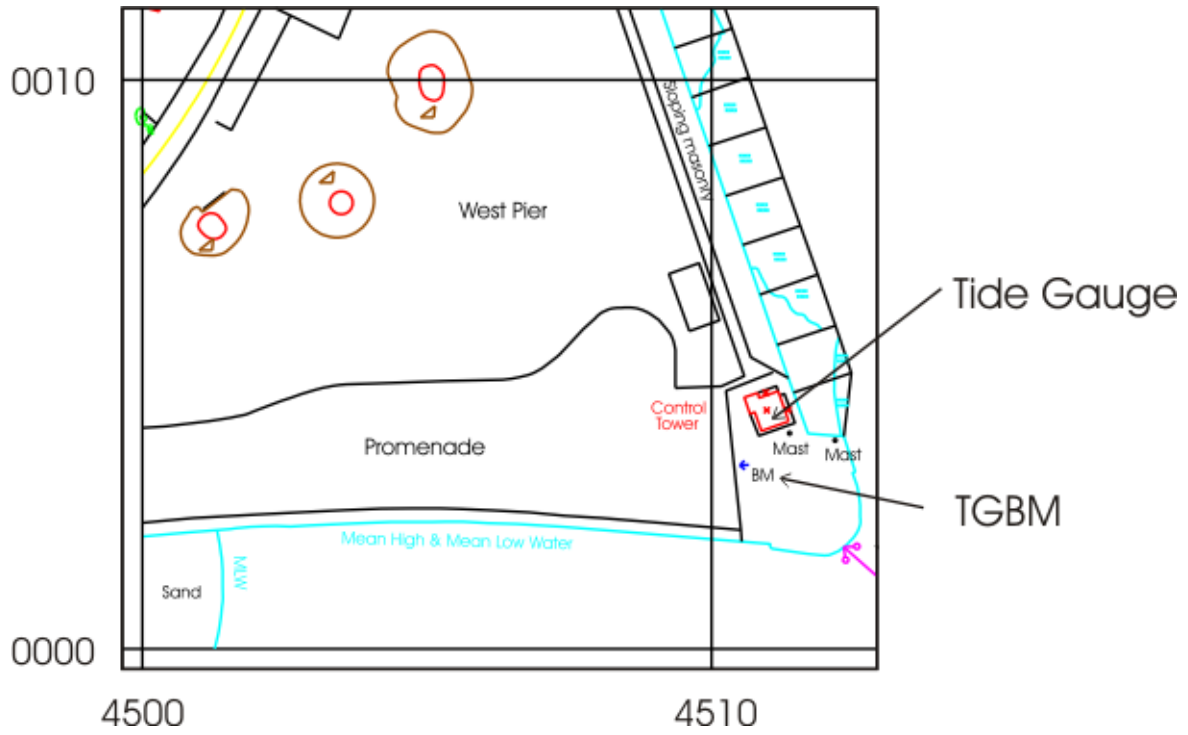 0010
Sloping masonry
West Pier
Tide Gauge
Control
Tower
Promenade
Mast
Mast
BM
TGBM
Mean High & Mean Low Water
MLW
Sand
0000
4500
4510